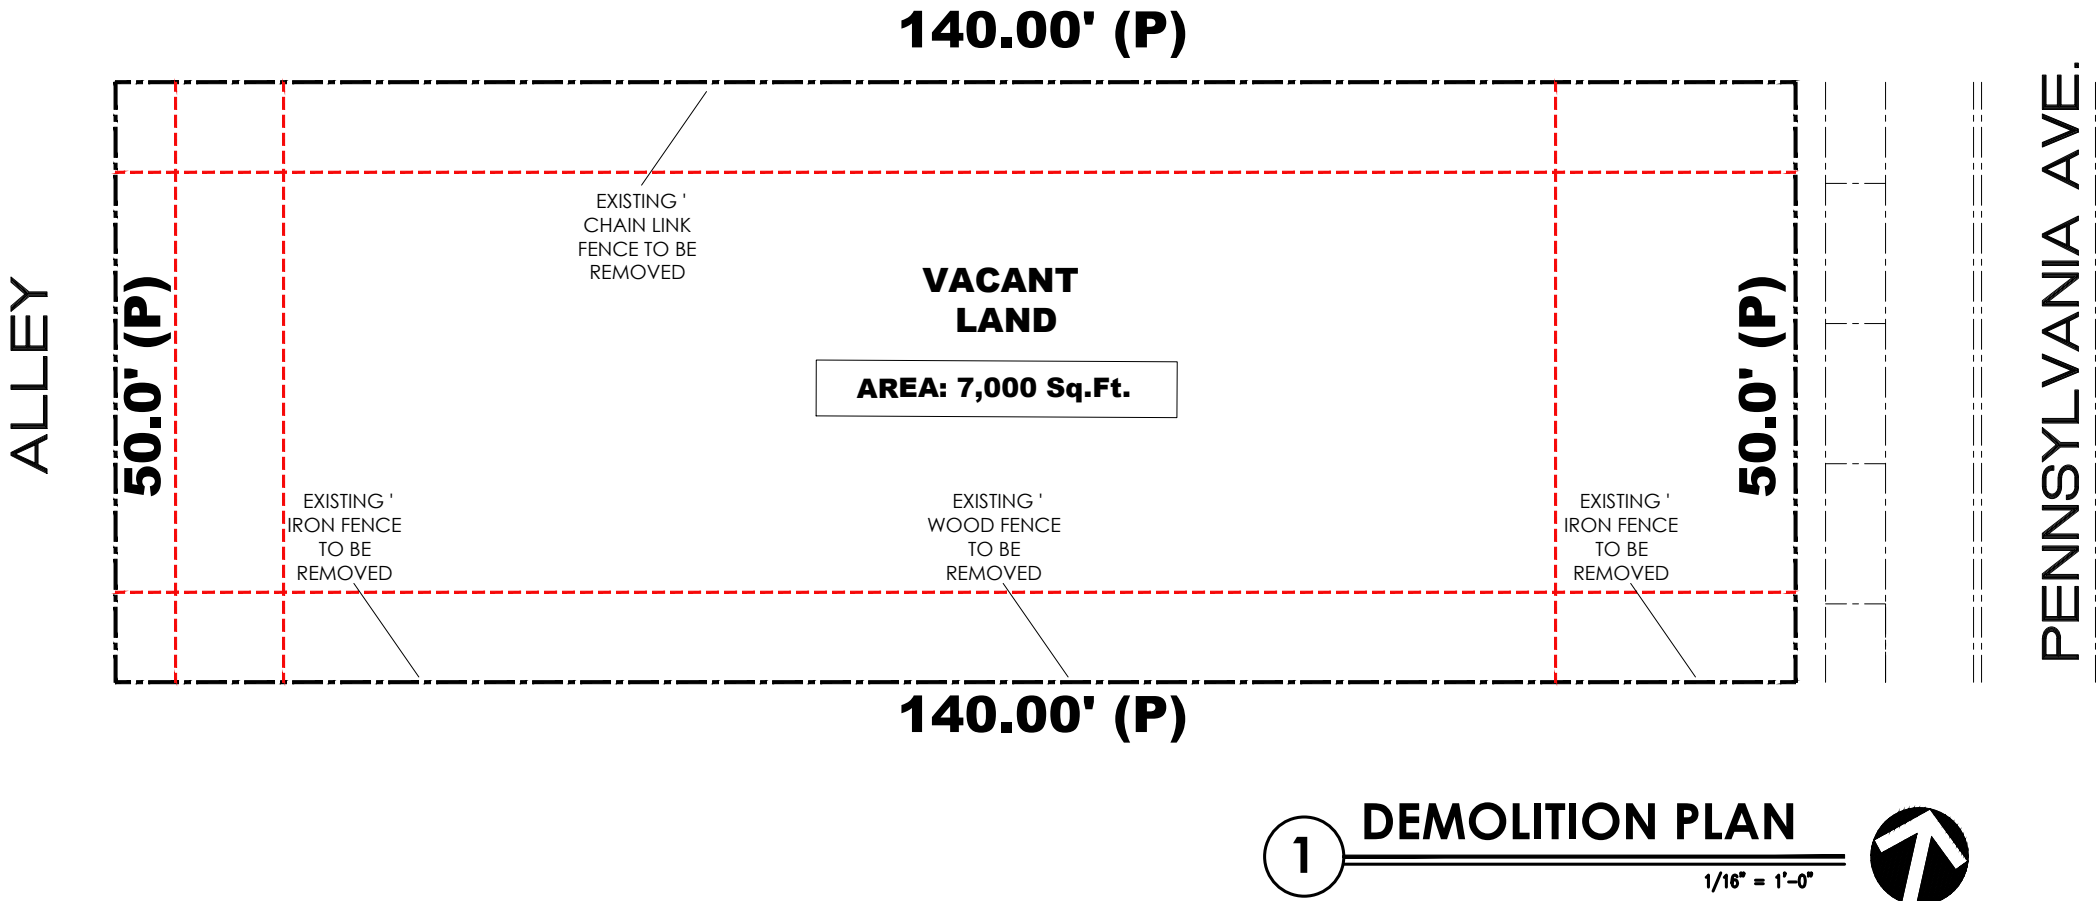 140.00' (P)
ALLEY
50.0' (P)
EXISTING '
CHAIN LINK
FENCE TO BE
REMOVED
VACANT
LAND
AREA: 7,000 Sq.Ft.
50.0' (P)
PENNSYLVANIA AVE.
EXISTING '
IRON FENCE
TO BE
REMOVED
EXISTING '
WOOD FENCE
TO BE
REMOVED
EXISTING '
IRON FENCE
TO BE
REMOVED
140.00' (P)
1
DEMOLITION PLAN
1/16" = 1'-0"